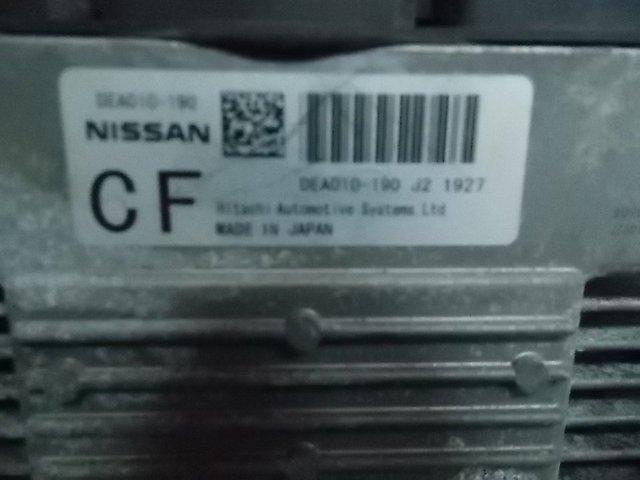 DEA010-190
NISSAN
CF
DEA010-190 J2 1927
Hitachi Automotive Systems,Ltd
MADE IN JAPAN